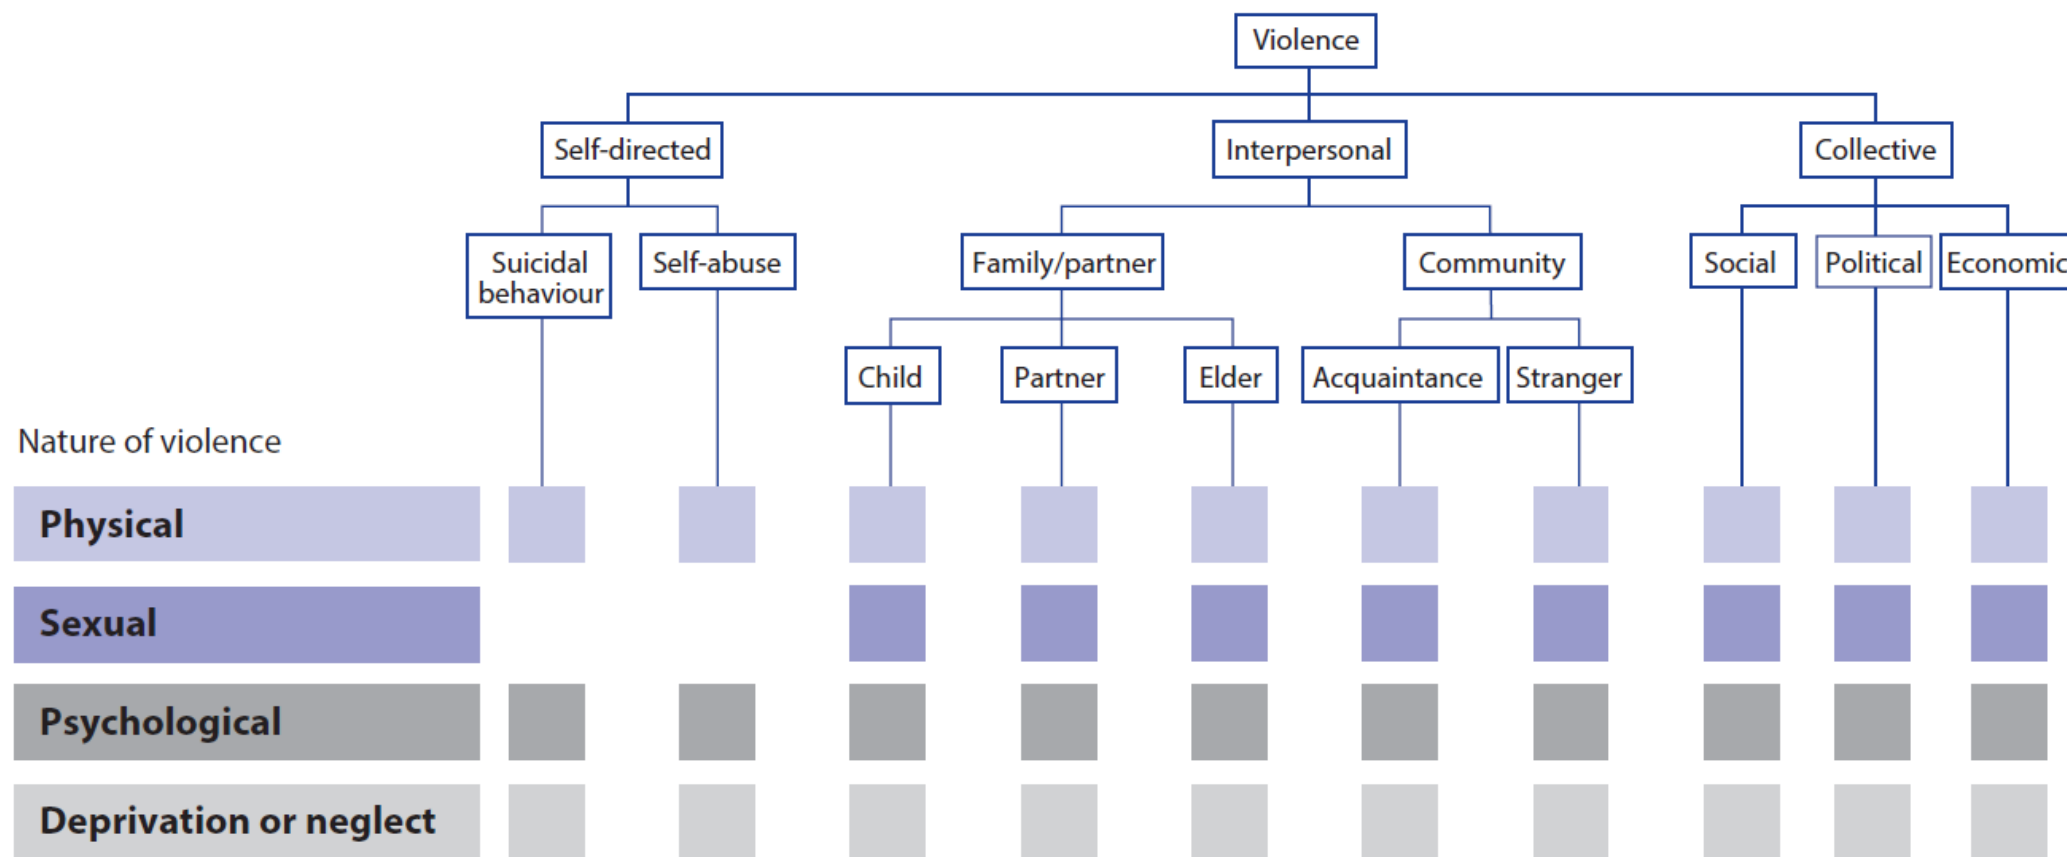 Violence
Self-directed
Interpersonal
Collective
Suicidal
behaviour
Self-abuse
Family/partner
Community
Social
Political
Economic
Child
Partner
Elder
Acquaintance
Stranger
Nature of violence
Physical
Sexual
Psychological
Deprivation or neglect